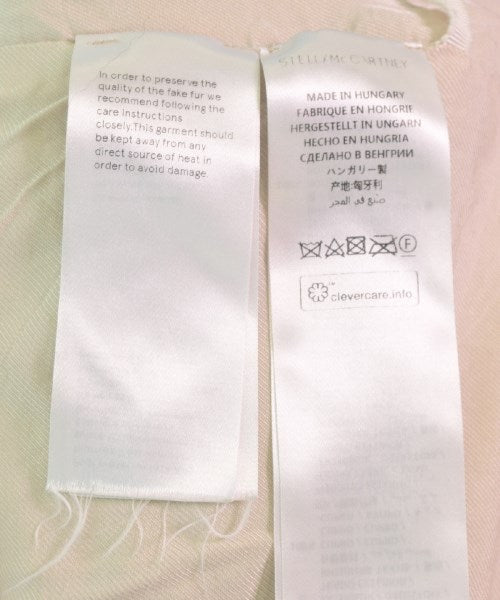 In order to preserve the
quality of the fake fur we
recommend following the
care instructions
closely.This garment should
be kept away from any
direct source of heat in
order to avoid damage.
STELLA McCARTNEY
MADE IN HUNGARY
FABRIQUE EN HONGRIE
HERGESTELLT IN UNGARN
HECHO EN HUNGRIA
СДЕЛАНО В ВЕНГРИИ
ハンガリー製
产地:匈牙利
صنع في المجر
F
clevercare.info